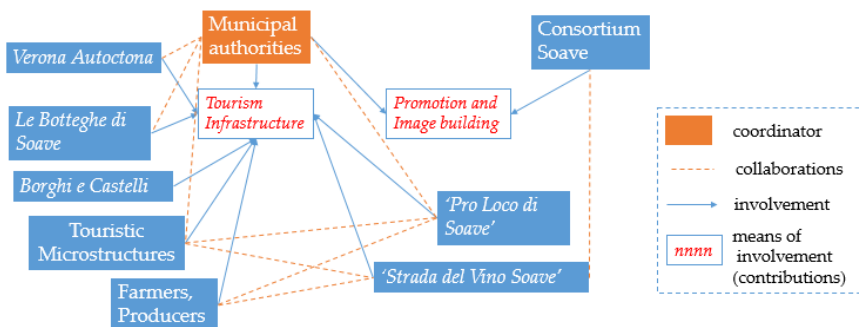 Municipal
authorities
Consortium
Soave
Verona Autoctona
Tourism
Infrastructure
Promotion and
Image building
Le Botteghe di
Soave
Borghi e Castelli
Touristic
Microstructures
'Pro Loco di
Soave'
Farmers,
Producers
'Strada del Vino Soave'
coordinator
collaborations
involvement
nnnn
means of
involvement
(contributions)